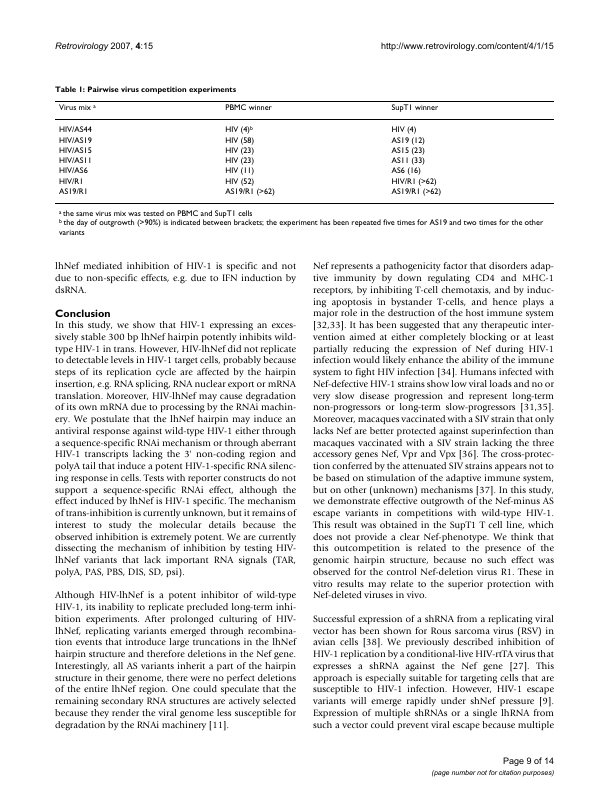 Retrovirology 2007, 4:15
http://www.retrovirology.com/content/4/1/15
Table 1: Pairwise virus competition experiments
Virus mix a PBMC winner SupT1 winner
HIV/AS44 HIV (4)b HIV (4)
HIV/AS19 HIV (58) AS19 (12)
HIV/AS15 HIV (23) AS15 (23)
HIV/AS11 HIV (23) AS11 (33)
HIV/AS6 HIV (11) AS6 (16)
HIV/R1 HIV (52) HIV/R1 (>62)
AS19/R1 AS19/R1 (>62) AS19/R1 (>62)
a the same virus mix was tested on PBMC and SupT1 cells
b the day of outgrowth (>90%) is indicated between brackets; the experiment has been repeated five times for AS19 and two times for the other
variants
lhNef mediated inhibition of HIV-1 is specific and not
due to non-specific effects, e.g. due to IFN induction by
dsRNA.
Conclusion
In this study, we show that HIV-1 expressing an exces-
sively stable 300 bp lhNef hairpin potently inhibits wild-
type HIV-1 in trans. However, HIV-lhNef did not replicate
to detectable levels in HIV-1 target cells, probably because
steps of its replication cycle are affected by the hairpin
insertion, e.g. RNA splicing, RNA nuclear export or mRNA
translation. Moreover, HIV-lhNef may cause degradation
of its own mRNA due to processing by the RNAi machin-
ery. We postulate that the lhNef hairpin may induce an
antiviral response against wild-type HIV-1 either through
a sequence-specific RNAi mechanism or through aberrant
HIV-1 transcripts lacking the 3' non-coding region and
polyA tail that induce a potent HIV-1-specific RNA silenc-
ing response in cells. Tests with reporter constructs do not
support a sequence-specific RNAi effect, although the
effect induced by lhNef is HIV-1 specific. The mechanism
of trans-inhibition is currently unknown, but it remains of
interest to study the molecular details because the
observed inhibition is extremely potent. We are currently
dissecting the mechanism of inhibition by testing HIV-
lhNef variants that lack important RNA signals (TAR,
polyA, PAS, PBS, DIS, SD, psi).
Although HIV-lhNef is a potent inhibitor of wild-type
HIV-1, its inability to replicate precluded long-term inhi-
bition experiments. After prolonged culturing of HIV-
lhNef, replicating variants emerged through recombina-
tion events that introduce large truncations in the lhNef
hairpin structure and therefore deletions in the Nef gene.
Interestingly, all AS variants inherit a part of the hairpin
structure in their genome, there were no perfect deletions
of the entire lhNef region. One could speculate that the
remaining secondary RNA structures are actively selected
because they render the viral genome less susceptible for
degradation by the RNAi machinery [11].
Nef represents a pathogenicity factor that disorders adap-
tive immunity by down regulating CD4 and MHC-1
receptors, by inhibiting T-cell chemotaxis, and by induc-
ing apoptosis in bystander T-cells, and hence plays a
major role in the destruction of the host immune system
[32,33]. It has been suggested that any therapeutic inter-
vention aimed at either completely blocking or at least
partially reducing the expression of Nef during HIV-1
infection would likely enhance the ability of the immune
system to fight HIV infection [34]. Humans infected with
Nef-defective HIV-1 strains show low viral loads and no or
very slow disease progression and represent long-term
non-progressors or long-term slow-progressors [31,35].
Moreover, macaques vaccinated with a SIV strain that only
lacks Nef are better protected against superinfection than
macaques vaccinated with a SIV strain lacking the three
accessory genes Nef, Vpr and Vpx [36]. The cross-protec-
tion conferred by the attenuated SIV strains appears not to
be based on stimulation of the adaptive immune system,
but on other (unknown) mechanisms [37]. In this study,
we demonstrate effective outgrowth of the Nef-minus AS
escape variants in competitions with wild-type HIV-1.
This result was obtained in the SupT1 T cell line, which
does not provide a clear Nef-phenotype. We think that
this outcompetition is related to the presence of the
genomic hairpin structure, because no such effect was
observed for the control Nef-deletion virus R1. These in
vitro results may relate to the superior protection with
Nef-deleted viruses in vivo.
Successful expression of a shRNA from a replicating viral
vector has been shown for Rous sarcoma virus (RSV) in
avian cells [38]. We previously described inhibition of
HIV-1 replication by a conditional-live HIV-rtTA virus that
expresses a shRNA against the Nef gene [27]. This
approach is especially suitable for targeting cells that are
susceptible to HIV-1 infection. However, HIV-1 escape
variants will emerge rapidly under shNef pressure [9].
Expression of multiple shRNAs or a single lhRNA from
such a vector could prevent viral escape because multiple
Page 9 of 14
(page number not for citation purposes)